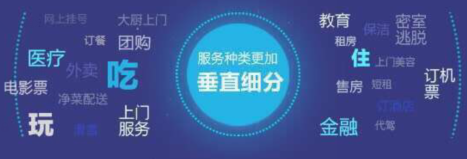 网上挂号
大厨上门
订餐
团购
医疗
外卖
吃
电影票
净菜配送
玩
上门
服务
服务种类更加
垂直细分
教育
保洁
密室
逃脱
租房
住
上门美容
订机
票
售房
短租
订酒店
金融
代驾